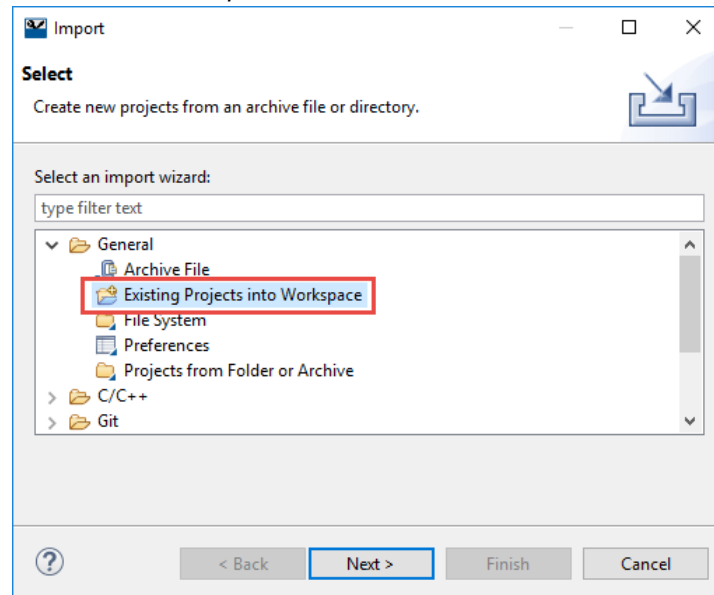 Import
Select
Create new projects from an archive file or directory.
Select an import wizard:
type filter text
General
Archive File
Existing Projects into Workspace
File System
Preferences
Projects from Folder or Archive
C/C++
Git
?
< Back Next > Finish Cancel